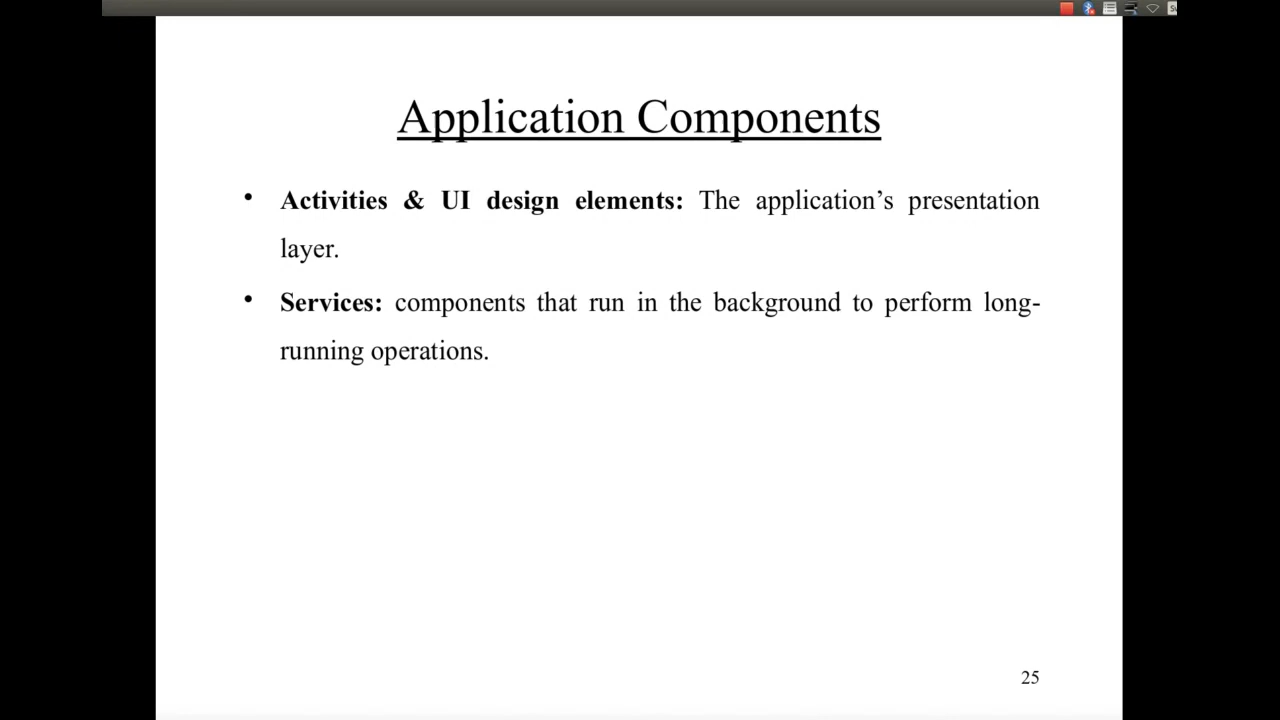 Application Components
• Activities & UI design elements: The application’s presentation
layer.
• Services: components that run in the background to perform long-
running operations.
25